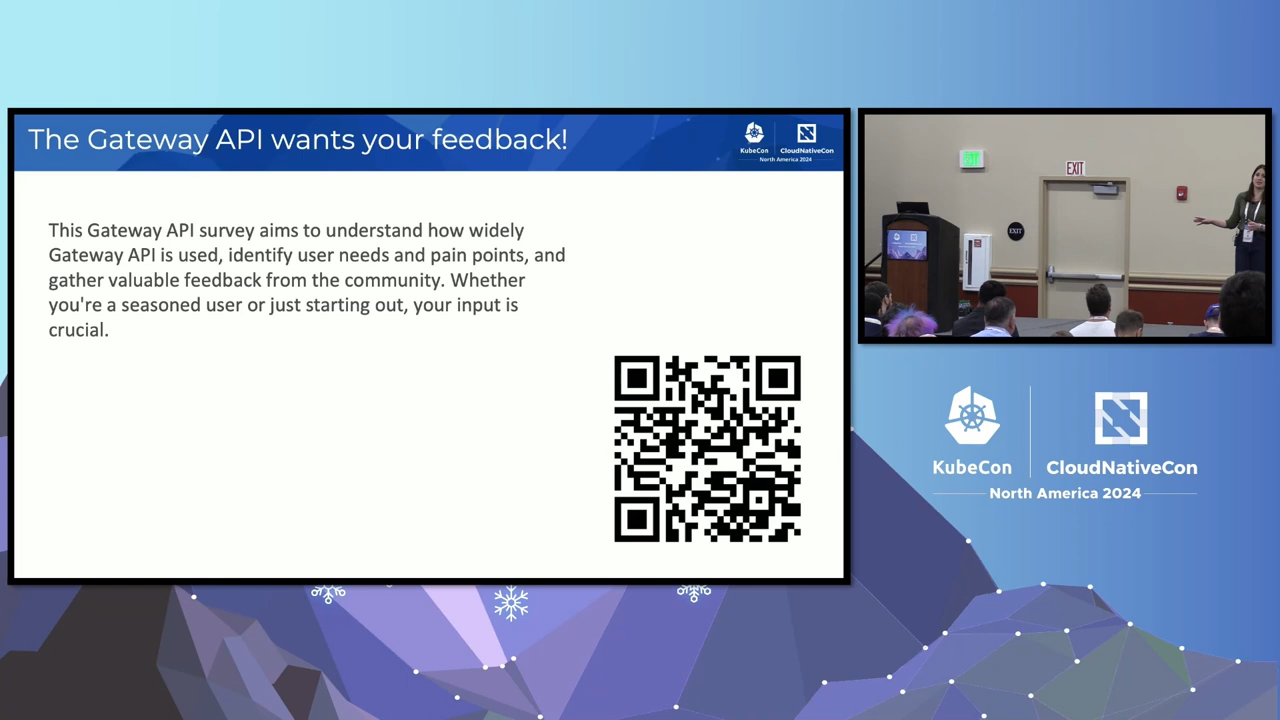 The Gateway API wants your feedback!
KubeCon
CloudNativeCon
North America 2024
This Gateway API survey aims to understand how widely
Gateway API is used, identify user needs and pain points, and
gather valuable feedback from the community. Whether
you're a seasoned user or just starting out, your input is
crucial.
EXIT
EXIT
EXIT
KubeCon
CloudNativeCon
North America 2024